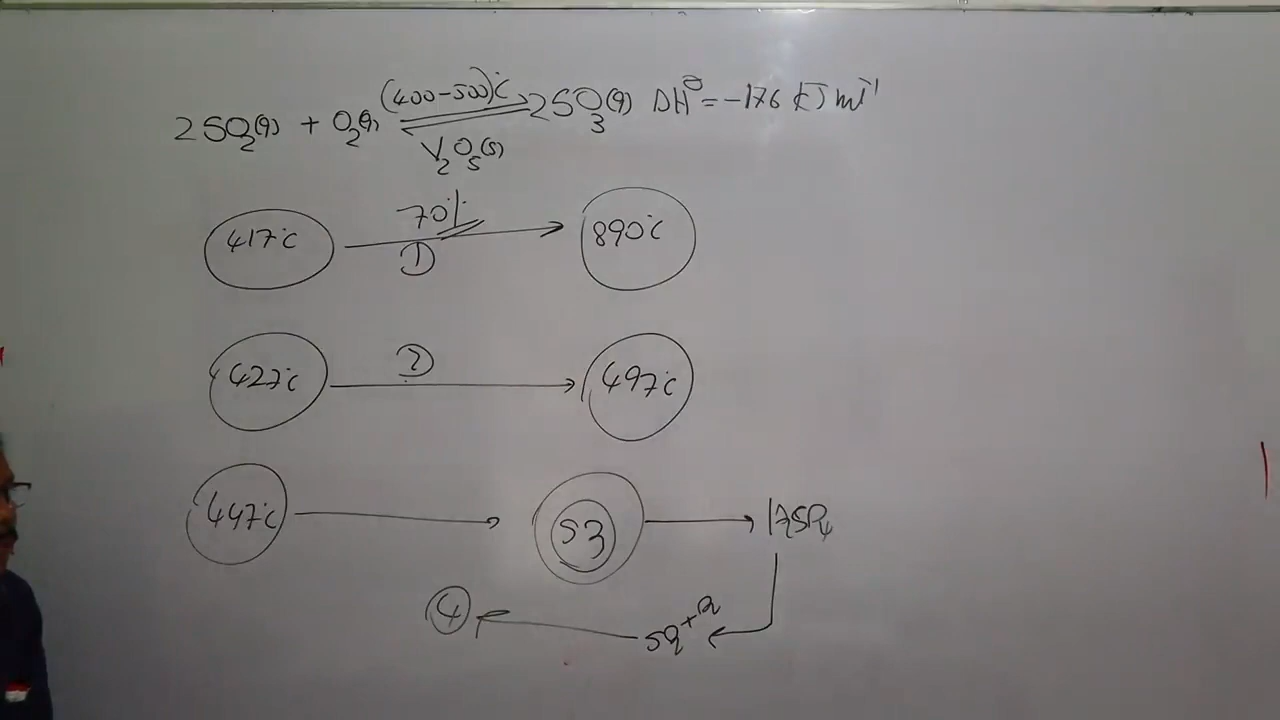 2SO2(g) + O2(g) (400-500)°C ⇌ V2O5(s) 2SO3(g) ΔH° = -176 kJ mol-1
417°C 70% → ① 890°C
427°C ② → 497°C
447°C → SO3 → H2SO4
④ ← SO2 + O2